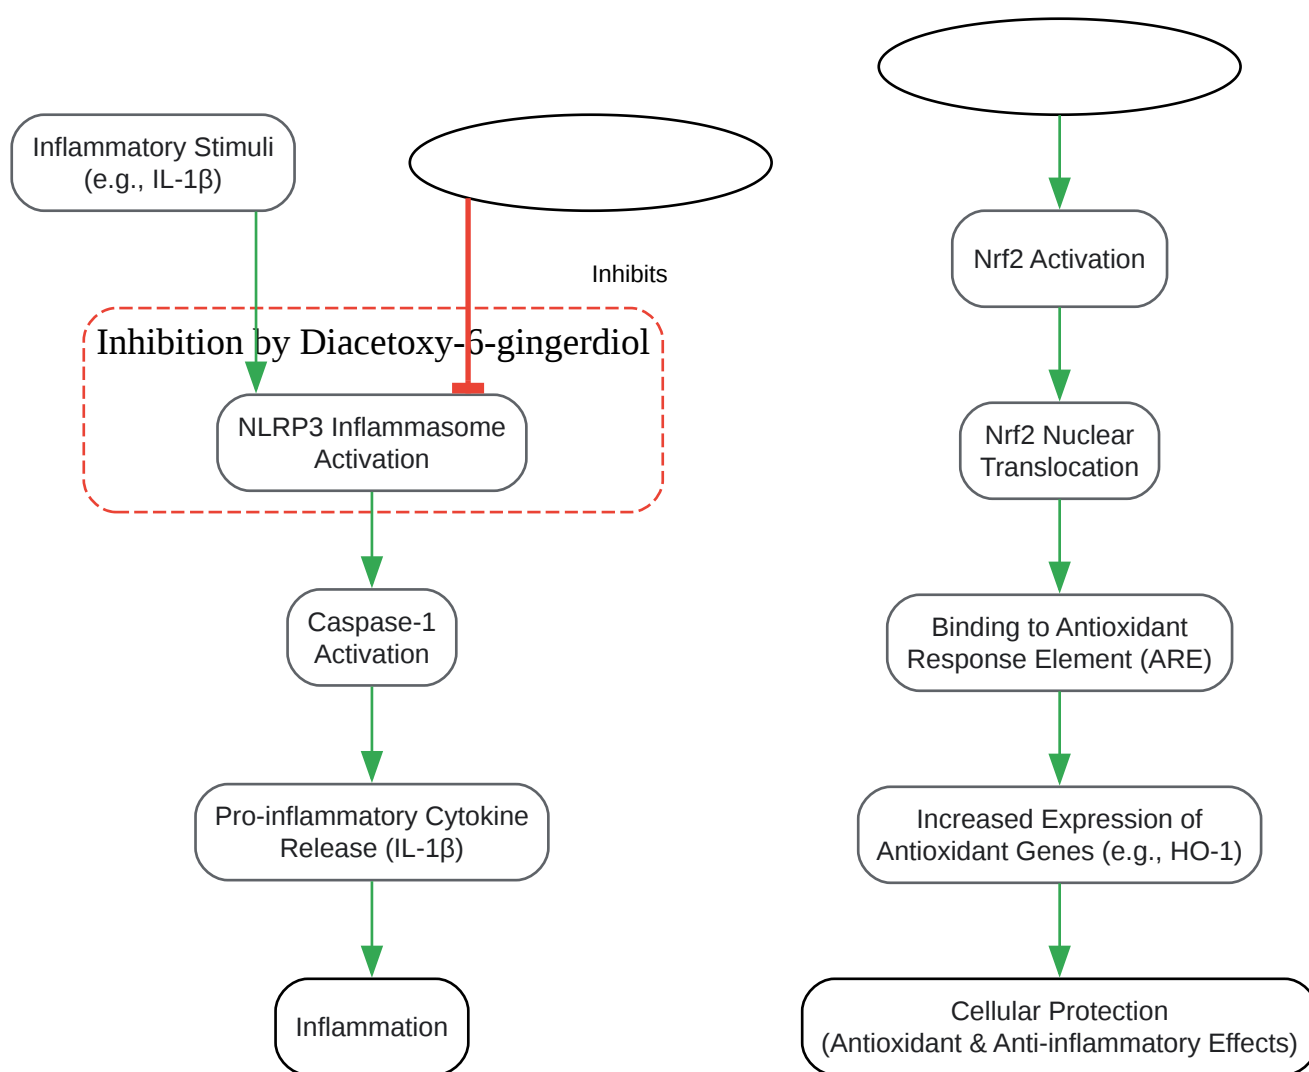 Inflammatory Stimuli
(e.g., IL-1β)
Inhibits
Inhibition by Diacetoxy-6-gingerdiol
NLRP3 Inflammasome
Activation
Caspase-1
Activation
Pro-inflammatory Cytokine
Release (IL-1β)
Inflammation
Nrf2 Activation
Nrf2 Nuclear
Translocation
Binding to Antioxidant
Response Element (ARE)
Increased Expression of
Antioxidant Genes (e.g., HO-1)
Cellular Protection
(Antioxidant & Anti-inflammatory Effects)